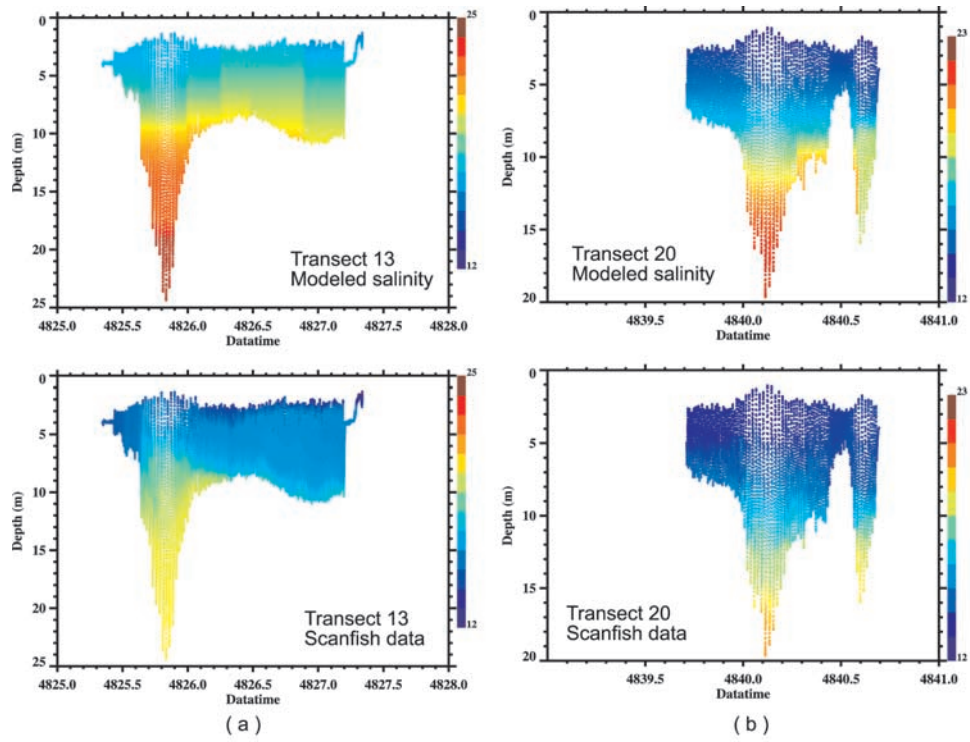 25
0
5
10
15
20
25
Depth (m)
Transect 13
Modeled salinity
12
4825.0 4825.5 4826.0 4826.5 4827.0 4827.5 4828.0
Datatime
0
5
10
15
20
Depth (m)
23
Transect 20
Modeled salinity
12
4839.5 4840.0 4840.5 4841.0
Datatime
25
0
5
10
15
20
25
Depth (m)
Transect 13
Scanfish data
12
4825.0 4825.5 4826.0 4826.5 4827.0 4827.5 4828.0
Datatime
( a )
0
5
10
15
20
Depth (m)
23
Transect 20
Scanfish data
12
4839.5 4840.0 4840.5 4841.0
Datatime
( b )